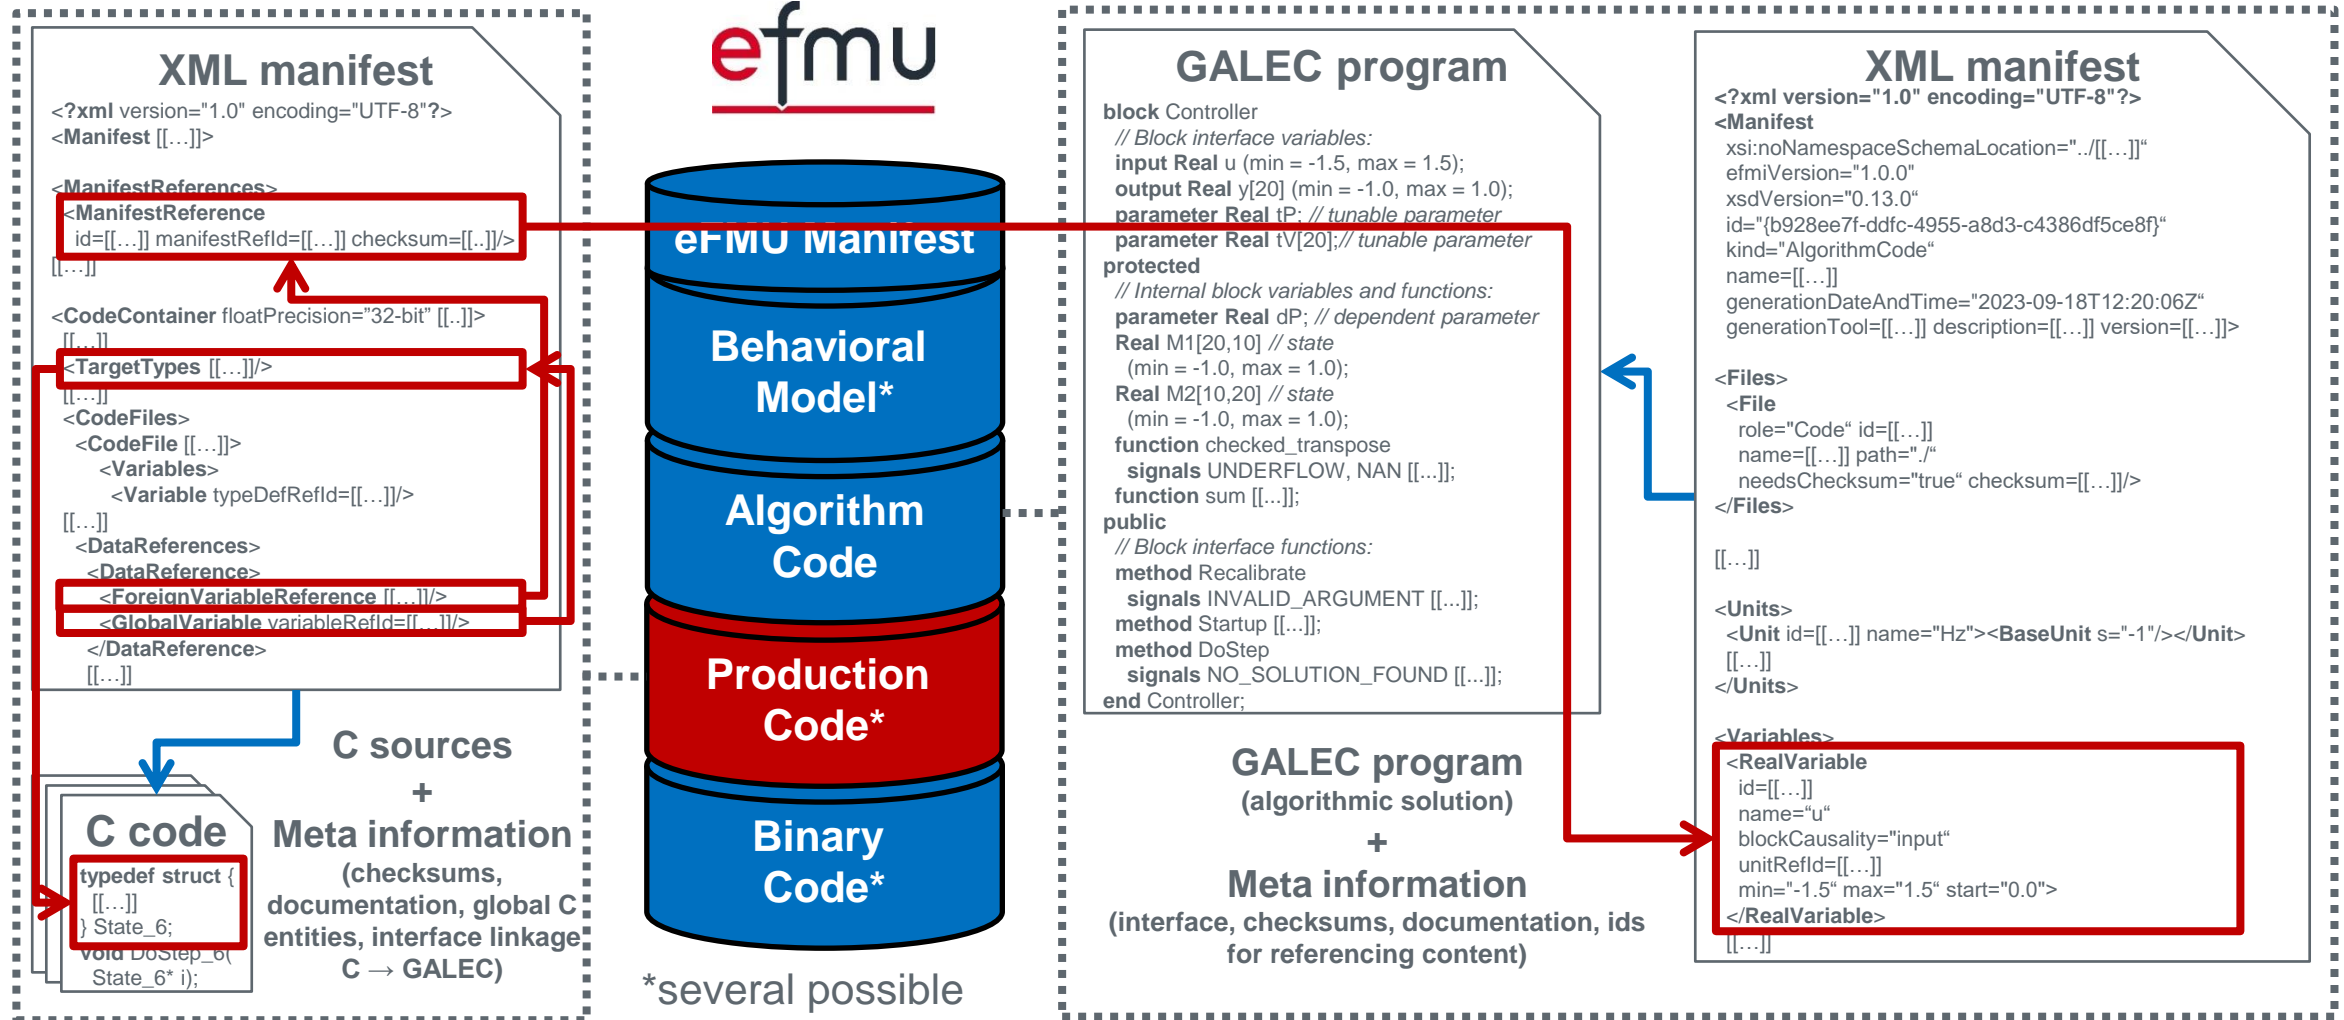 XML manifest
<?xml version="1.0" encoding="UTF-8"?>
<Manifest [[…]]>
<ManifestReferences>
<ManifestReference
id=[[…]] manifestRefId=[[…]] checksum=[[..]]/>
[[…]]
<CodeContainer floatPrecision=”32-bit” [[..]]>
[[…]]
<TargetTypes [[…]]/>
[[…]]
<CodeFiles>
<CodeFile [[…]]>
<Variables>
<Variable typeDefRefId=[[…]]/>
[[…]]
<DataReferences>
<DataReference>
<ForeignVariableReference [[…]]/>
<GlobalVariable variableRefId=[[…]]/>
</DataReference>
[[…]]
C code
typedef struct {
[[…]]
} State_6;
void DoStep_6(
State_6* i);
C sources
+
Meta information
(checksums,
documentation, global C
entities, interface linkage
C → GALEC)
efmu
eFMU Manifest
Behavioral
Model*
Algorithm
Code
Production
Code*
Binary
Code*
*several possible
GALEC program
block Controller
// Block interface variables:
input Real u (min = -1.5, max = 1.5);
output Real y[20] (min = -1.0, max = 1.0);
parameter Real tP; // tunable parameter
parameter Real tV[20];// tunable parameter
protected
// Internal block variables and functions:
parameter Real dP; // dependent parameter
Real M1[20,10] // state
(min = -1.0, max = 1.0);
Real M2[10,20] // state
(min = -1.0, max = 1.0);
function checked_transpose
signals UNDERFLOW, NAN [[...]];
function sum [[...]];
public
// Block interface functions:
method Recalibrate
signals INVALID_ARGUMENT [[...]];
method Startup [[...]];
method DoStep
signals NO_SOLUTION_FOUND [[...]];
end Controller;
GALEC program
(algorithmic solution)
+
Meta information
(interface, checksums, documentation, ids
for referencing content)
XML manifest
<?xml version="1.0" encoding="UTF-8"?>
<Manifest
xsi:noNamespaceSchemaLocation="../[[…]]“
efmiVersion="1.0.0"
xsdVersion="0.13.0“
id="{b928ee7f-ddfc-4955-a8d3-c4386df5ce8f}“
kind="AlgorithmCode“
name=[[…]]
generationDateAndTime="2023-09-18T12:20:06Z“
generationTool=[[…]] description=[[…]] version=[[…]]>
<Files>
<File
role="Code“ id=[[…]]
name=[[…]] path="./“
needsChecksum="true“ checksum=[[…]]/>
</Files>
[[…]]
<Units>
<Unit id=[[…]] name="Hz"><BaseUnit s="-1"/></Unit>
[[…]]
</Units>
<Variables>
<RealVariable
id=[[…]]
name=“u“
blockCausality="input“
unitRefId=[[…]]
min="-1.5“ max="1.5“ start="0.0">
</RealVariable>
[[…]]